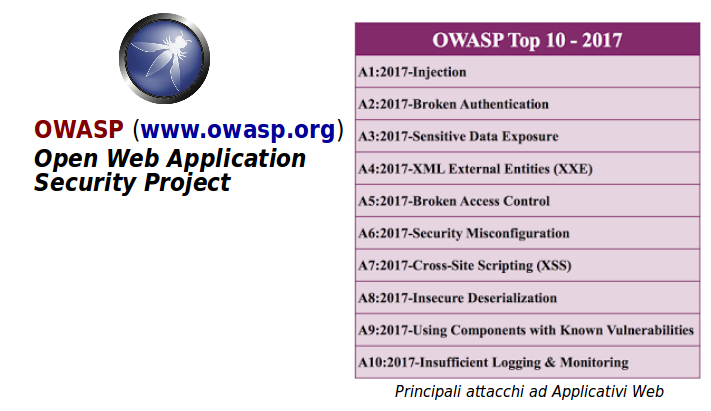 OWASP (www.owasp.org)
Open Web Application
Security Project
OWASP Top 10 - 2017
A1:2017-Injection
A2:2017-Broken Authentication
A3:2017-Sensitive Data Exposure
A4:2017-XML External Entities (XXE)
A5:2017-Broken Access Control
A6:2017-Security Misconfiguration
A7:2017-Cross-Site Scripting (XSS)
A8:2017-Insecure Deserialization
A9:2017-Using Components with Known Vulnerabilities
A10:2017-Insufficient Logging & Monitoring
Principali attacchi ad Applicativi Web